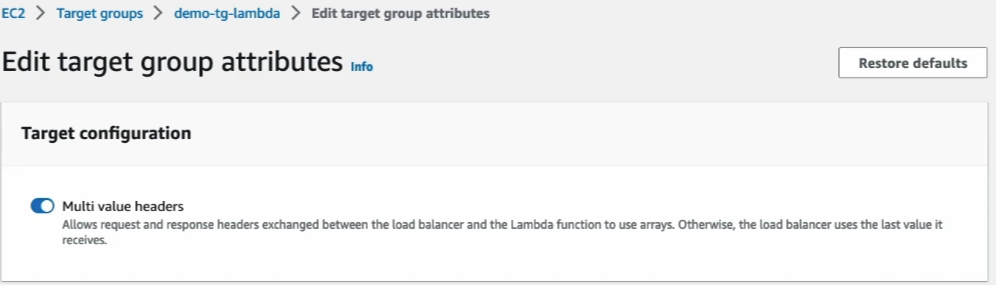 EC2 > Target groups > demo-tg-lambda > Edit target group attributes
Edit target group attributes Info
Restore defaults
Target configuration
Multi value headers
Allows request and response headers exchanged between the load balancer and the Lambda function to use arrays. Otherwise, the load balancer uses the last value it
receives.